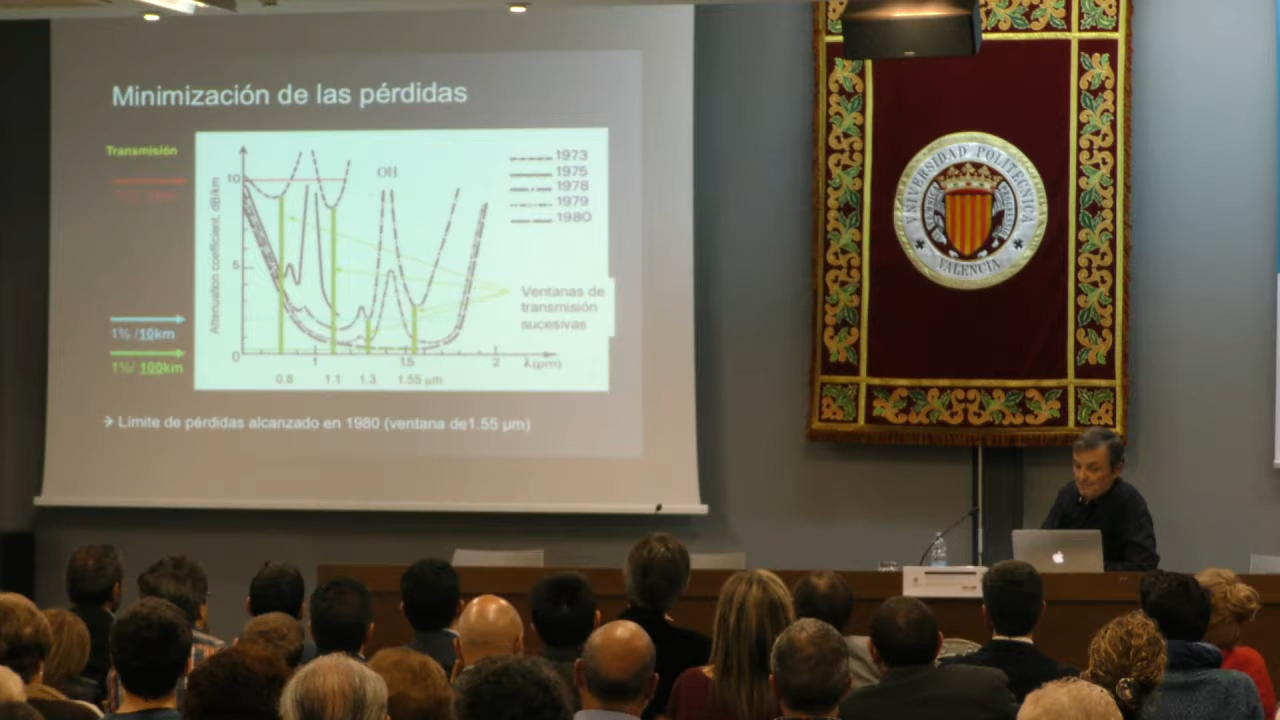 Minimización de las pérdidas
Transmisión
1% /10km
1%/ 100km
Attenuation coefficient, dB/km
10
5
0
OH
1973
1975
1978
1979
1980
Ventanas de
transmisión
sucesivas
1
1.5
2
λ(μm)
0.8
1.1
1.3
1.55 μm
→ Límite de pérdidas alcanzado en 1980 (ventana de1.55 μm)
UNIVERSIDAD POLITECNICA
VALENCIA